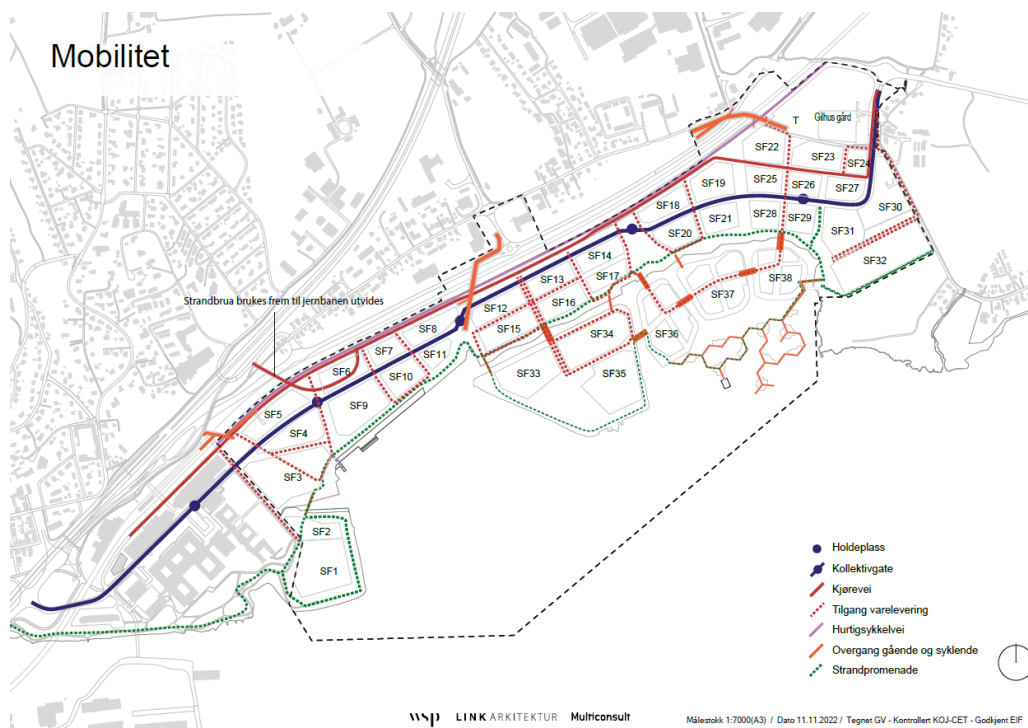 Mobilitet
T
Gilhus gård
SF22
SF23
SF24
SF19
SF25
SF26
SF27
SF18
SF30
SF21
SF28
SF29
SF20
SF31
SF14
SF32
SF13
SF17
SF38
Strandbrua brukes frem til jernbanen utvides
SF12
SF16
SF37
SF8
SF15
SF34
SF36
SF7
SF11
SF6
SF33
SF35
SF10
SF5
SF9
SF4
SF3
SF2
SF1
Holdeplass
Kollektivgate
Kjørevei
Tilgang varelevering
Hurtigsykkelvei
Overgang gående og syklende
Strandpromenade
wsp LINK ARKITEKTUR Multiconsult
Målestokk 1:7000(A3) / Dato 11.11.2022 / Tegnet GV - Kontrollert KOJ-CET - Godkjent EIF